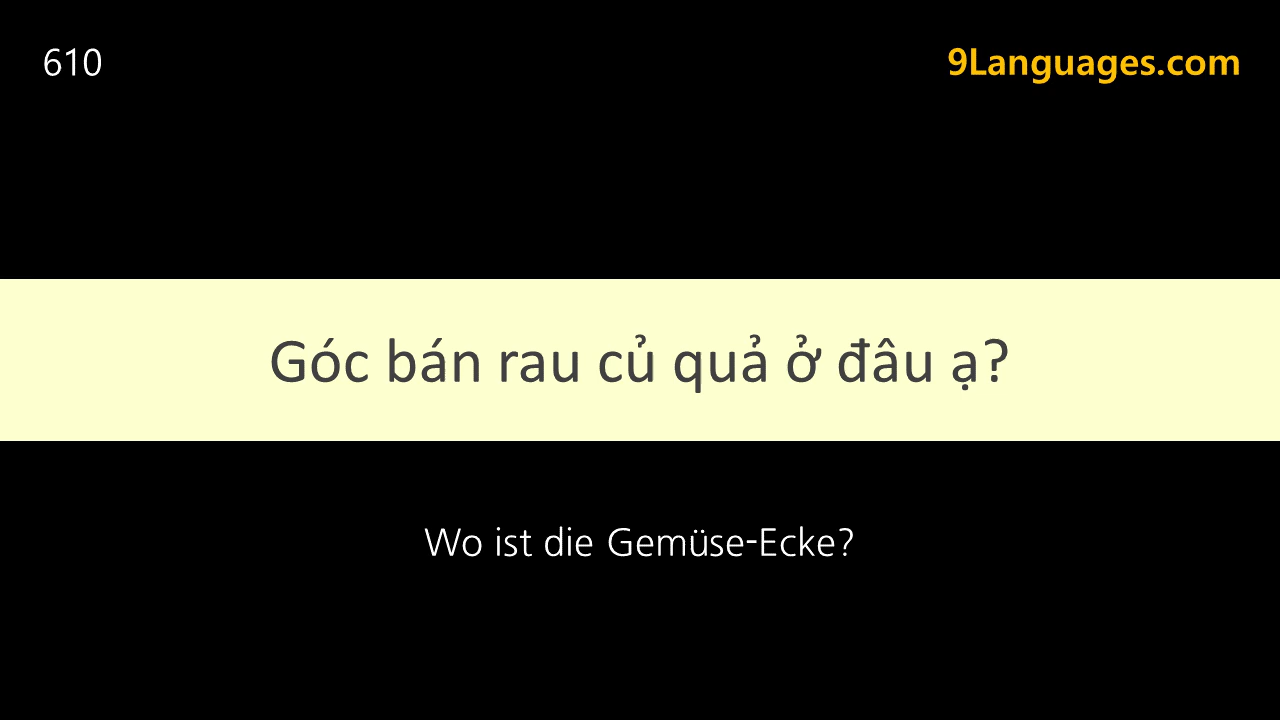 610
9Languages.com
Góc bán rau củ quả ở đâu ạ?
Wo ist die Gemüse-Ecke?